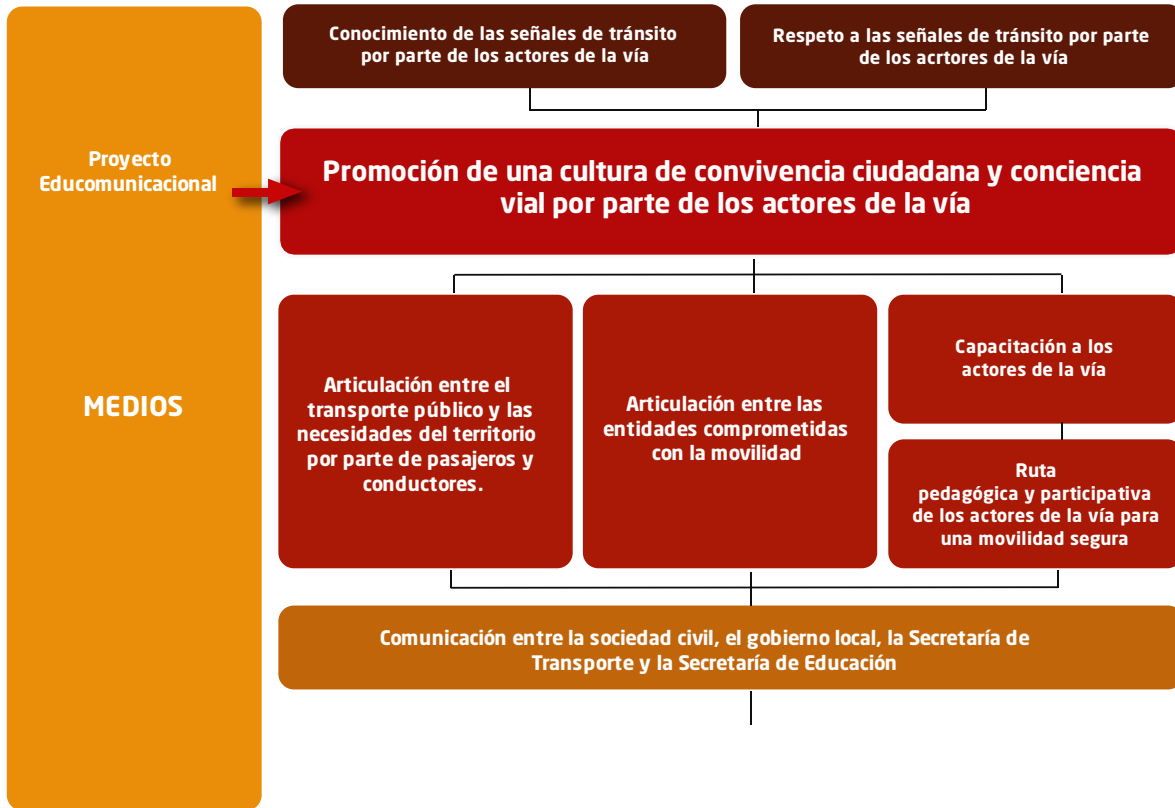 Conocimiento de las señales de tránsito
por parte de los actores de la vía
Respeto a las señales de tránsito por parte
de los acrtores de la vía
Proyecto
Educomunicacional
Promoción de una cultura de convivencia ciudadana y conciencia
vial por parte de los actores de la vía
MEDIOS
Articulación entre el
transporte público y las
necesidades del territorio
por parte de pasajeros y
conductores.
Articulación entre las
entidades comprometidas
con la movilidad
Capacitación a los
actores de la vía
Ruta
pedagógica y participativa
de los actores de la vía para
una movilidad segura
Comunicación entre la sociedad civil, el gobierno local, la Secretaría de
Transporte y la Secretaría de Educación